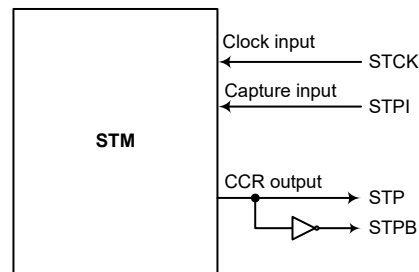 Clock input
STCK
Capture input
STPI
STM
CCR output
STP
STPB